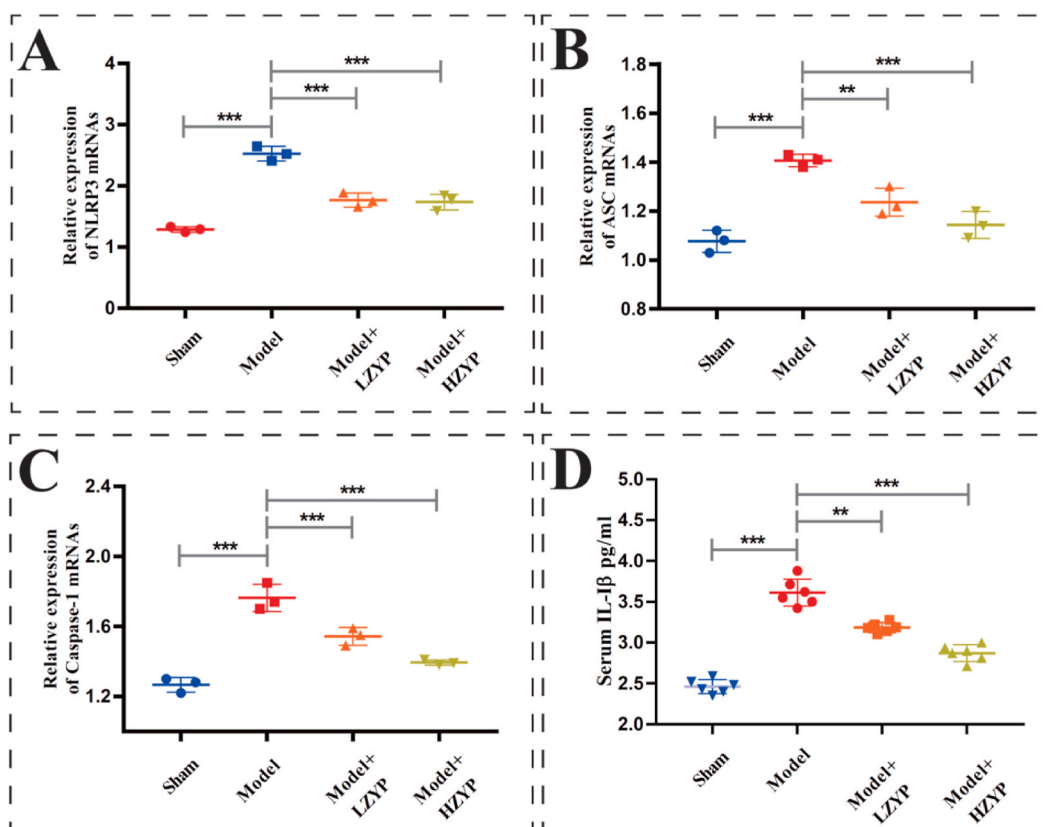 A
Relative expression
of NLRP3 mRNAs
4
3
2
1
0
***
***
***
Sham
Model
Model+
LZYP
Model+
HZYP
B
Relative expression
of ASC mRNAs
1.8
1.6
1.4
1.2
1.0
0.8
***
**
***
Sham
Model
Model+
LZYP
Model+
HZYP
C
Relative expression
of Caspase-1 mRNAs
2.4
2.0
1.6
1.2
***
***
***
Sham
Model
Model+
LZYP
Model+
HZYP
D
Serum IL-Iβ pg/ml
5.0
4.5
4.0
3.5
3.0
2.5
2.0
***
**
***
Sham
Model
Model+
LZYP
Model+
HZYP